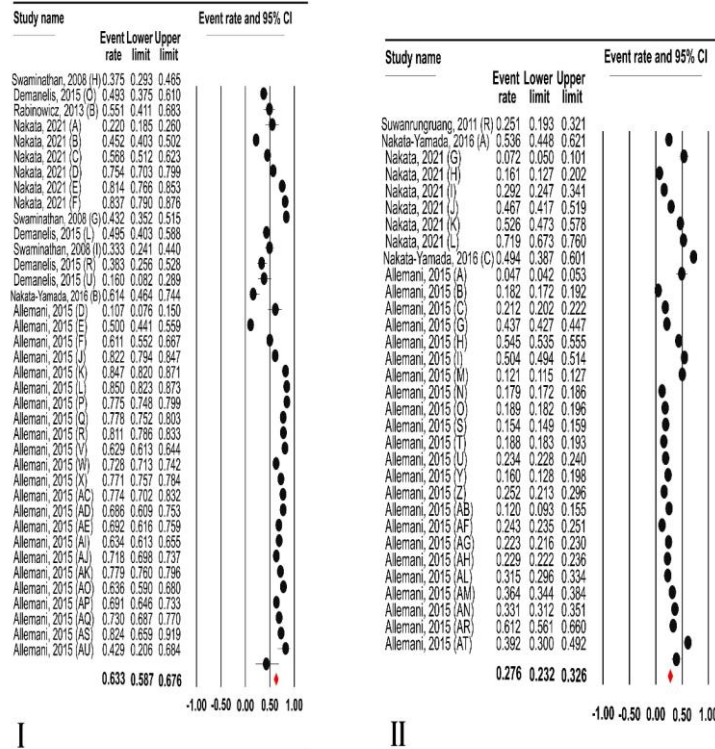 Study name Event rate and 95% CI
Event Lower Upper
rate limit limit
Swaminathan, 2008 (H) 0.375 0.293 0.465
Demanelis, 2015 (O) 0.493 0.375 0.610
Rabinowicz, 2013 (B) 0.551 0.411 0.683
Nakata, 2021 (A) 0.220 0.185 0.260
Nakata, 2021 (B) 0.452 0.403 0.502
Nakata, 2021 (C) 0.568 0.512 0.623
Nakata, 2021 (D) 0.754 0.703 0.799
Nakata, 2021 (E) 0.814 0.766 0.853
Nakata, 2021 (F) 0.837 0.790 0.876
Swaminathan, 2008 (G) 0.432 0.352 0.515
Demanelis, 2015 (L) 0.495 0.403 0.588
Swaminathan, 2008 (I) 0.333 0.241 0.440
Demanelis, 2015 (R) 0.383 0.256 0.528
Demanelis, 2015 (U) 0.160 0.082 0.289
Nakata-Yamada, 2016 (B) 0.614 0.464 0.744
Allemani, 2015 (D) 0.107 0.076 0.150
Allemani, 2015 (E) 0.500 0.441 0.559
Allemani, 2015 (F) 0.611 0.552 0.667
Allemani, 2015 (J) 0.822 0.794 0.847
Allemani, 2015 (K) 0.847 0.820 0.871
Allemani, 2015 (L) 0.850 0.823 0.873
Allemani, 2015 (P) 0.775 0.748 0.799
Allemani, 2015 (Q) 0.778 0.752 0.803
Allemani, 2015 (R) 0.811 0.786 0.833
Allemani, 2015 (V) 0.629 0.613 0.644
Allemani, 2015 (W) 0.728 0.713 0.742
Allemani, 2015 (X) 0.771 0.757 0.784
Allemani, 2015 (AC) 0.774 0.702 0.832
Allemani, 2015 (AD) 0.686 0.609 0.753
Allemani, 2015 (AE) 0.692 0.616 0.759
Allemani, 2015 (AI) 0.634 0.613 0.655
Allemani, 2015 (AJ) 0.718 0.698 0.737
Allemani, 2015 (AK) 0.779 0.760 0.796
Allemani, 2015 (AO) 0.636 0.590 0.680
Allemani, 2015 (AP) 0.691 0.646 0.733
Allemani, 2015 (AQ) 0.730 0.687 0.770
Allemani, 2015 (AS) 0.824 0.659 0.919
Allemani, 2015 (AU) 0.429 0.206 0.684
0.633 0.587 0.676
-1.00 -0.50 0.00 0.50 1.00
I
Study name Event rate and 95% CI
Event Lower Upper
rate limit limit
Suwanrungruang, 2011 (R) 0.251 0.193 0.321
Nakata-Yamada, 2016 (A) 0.536 0.448 0.621
Nakata, 2021 (G) 0.072 0.050 0.101
Nakata, 2021 (H) 0.161 0.127 0.202
Nakata, 2021 (I) 0.292 0.247 0.341
Nakata, 2021 (J) 0.467 0.417 0.519
Nakata, 2021 (K) 0.526 0.473 0.578
Nakata, 2021 (L) 0.719 0.673 0.760
Nakata-Yamada, 2016 (C) 0.494 0.387 0.601
Allemani, 2015 (A) 0.047 0.042 0.053
Allemani, 2015 (B) 0.182 0.172 0.192
Allemani, 2015 (C) 0.212 0.202 0.222
Allemani, 2015 (G) 0.437 0.427 0.447
Allemani, 2015 (H) 0.545 0.535 0.555
Allemani, 2015 (I) 0.504 0.494 0.514
Allemani, 2015 (M) 0.121 0.115 0.127
Allemani, 2015 (N) 0.179 0.172 0.186
Allemani, 2015 (O) 0.189 0.182 0.196
Allemani, 2015 (S) 0.154 0.149 0.159
Allemani, 2015 (T) 0.188 0.183 0.193
Allemani, 2015 (U) 0.234 0.228 0.240
Allemani, 2015 (Y) 0.160 0.128 0.198
Allemani, 2015 (Z) 0.252 0.213 0.296
Allemani, 2015 (AB) 0.120 0.093 0.155
Allemani, 2015 (AF) 0.243 0.235 0.251
Allemani, 2015 (AG) 0.223 0.216 0.230
Allemani, 2015 (AH) 0.229 0.222 0.236
Allemani, 2015 (AL) 0.315 0.296 0.334
Allemani, 2015 (AM) 0.364 0.344 0.384
Allemani, 2015 (AN) 0.331 0.312 0.351
Allemani, 2015 (AR) 0.612 0.561 0.660
Allemani, 2015 (AT) 0.392 0.300 0.492
0.276 0.232 0.326
-1.00 -0.50 0.00 0.50 1.00
II